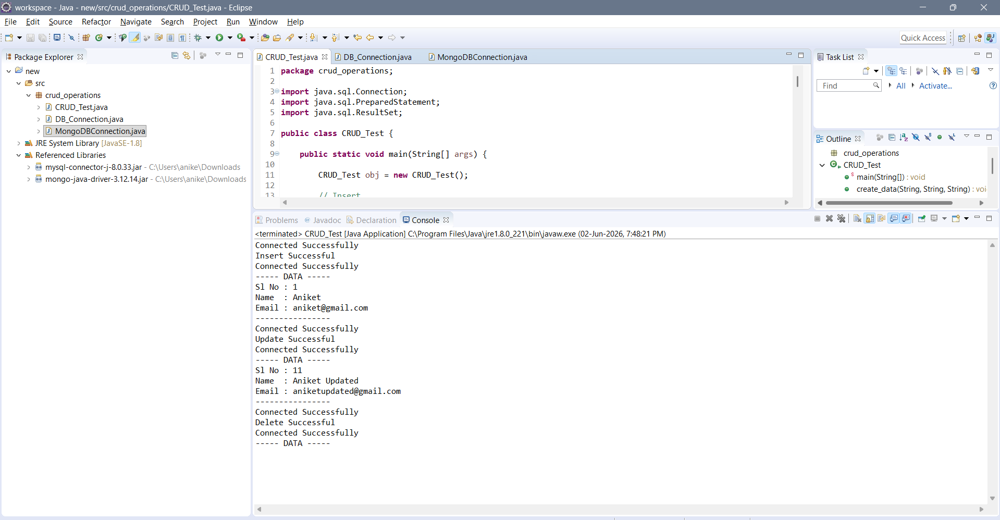 workspace - Java - new/src/crud_operations/CRUD_Test.java - Eclipse
File Edit Source Refactor Navigate Search Project Run Window Help
Quick Access
Package Explorer
new
src
crud_operations
CRUD_Test.java
DB_Connection.java
MongoDBConnection.java
JRE System Library [JavaSE-1.8]
Referenced Libraries
mysql-connector-j-8.0.33.jar - C:\Users\anike\Downloads
mongo-java-driver-3.12.14.jar - C:\Users\anike\Downloads
CRUD_Test.java DB_Connection.java MongoDBConnection.java
1 package crud_operations;
2
3 import java.sql.Connection;
4 import java.sql.PreparedStatement;
5 import java.sql.ResultSet;
6
7 public class CRUD_Test {
8
9 public static void main(String[] args) {
10
11 CRUD_Test obj = new CRUD_Test();
12
13 // Insert
Task List
Find All Activate...
Outline
crud_operations
CRUD_Test
main(String[]) : void
create_data(String, String, String) : voi
Problems Javadoc Declaration Console
<terminated> CRUD_Test [Java Application] C:\Program Files\Java\jre1.8.0_221\bin\javaw.exe (02-Jun-2026, 7:48:21 PM)
Connected Successfully
Insert Successful
Connected Successfully
----- DATA -----
Sl No : 1
Name  : Aniket
Email : aniket@gmail.com
----------------
Connected Successfully
Update Successful
Connected Successfully
----- DATA -----
Sl No : 11
Name  : Aniket Updated
Email : aniketupdated@gmail.com
----------------
Connected Successfully
Delete Successful
Connected Successfully
----- DATA -----